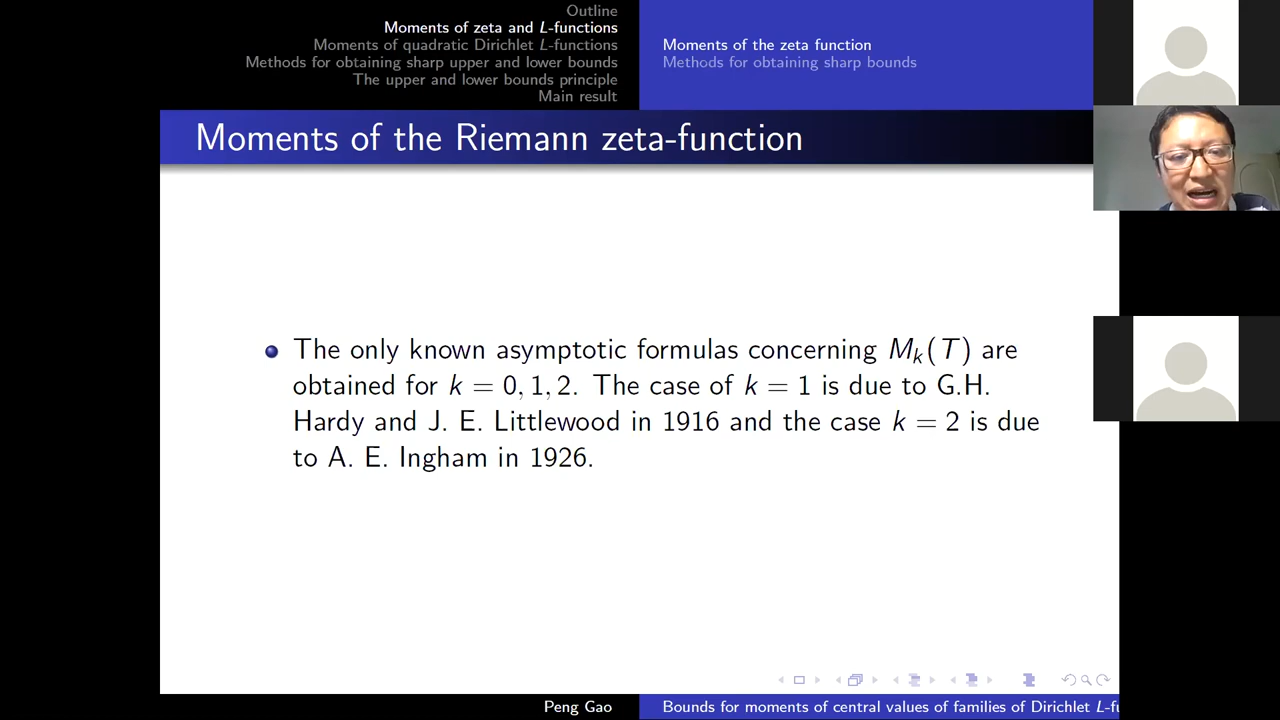 Outline
Moments of zeta and L-functions
Moments of quadratic Dirichlet L-functions
Methods for obtaining sharp upper and lower bounds
The upper and lower bounds principle
Main result
Moments of the zeta function
Methods for obtaining sharp bounds
Moments of the Riemann zeta-function
The only known asymptotic formulas concerning Mₖ(T) are
obtained for k = 0, 1, 2. The case of k = 1 is due to G.H.
Hardy and J. E. Littlewood in 1916 and the case k = 2 is due
to A. E. Ingham in 1926.
Peng Gao
Bounds for moments of central values of families of Dirichlet L-fu